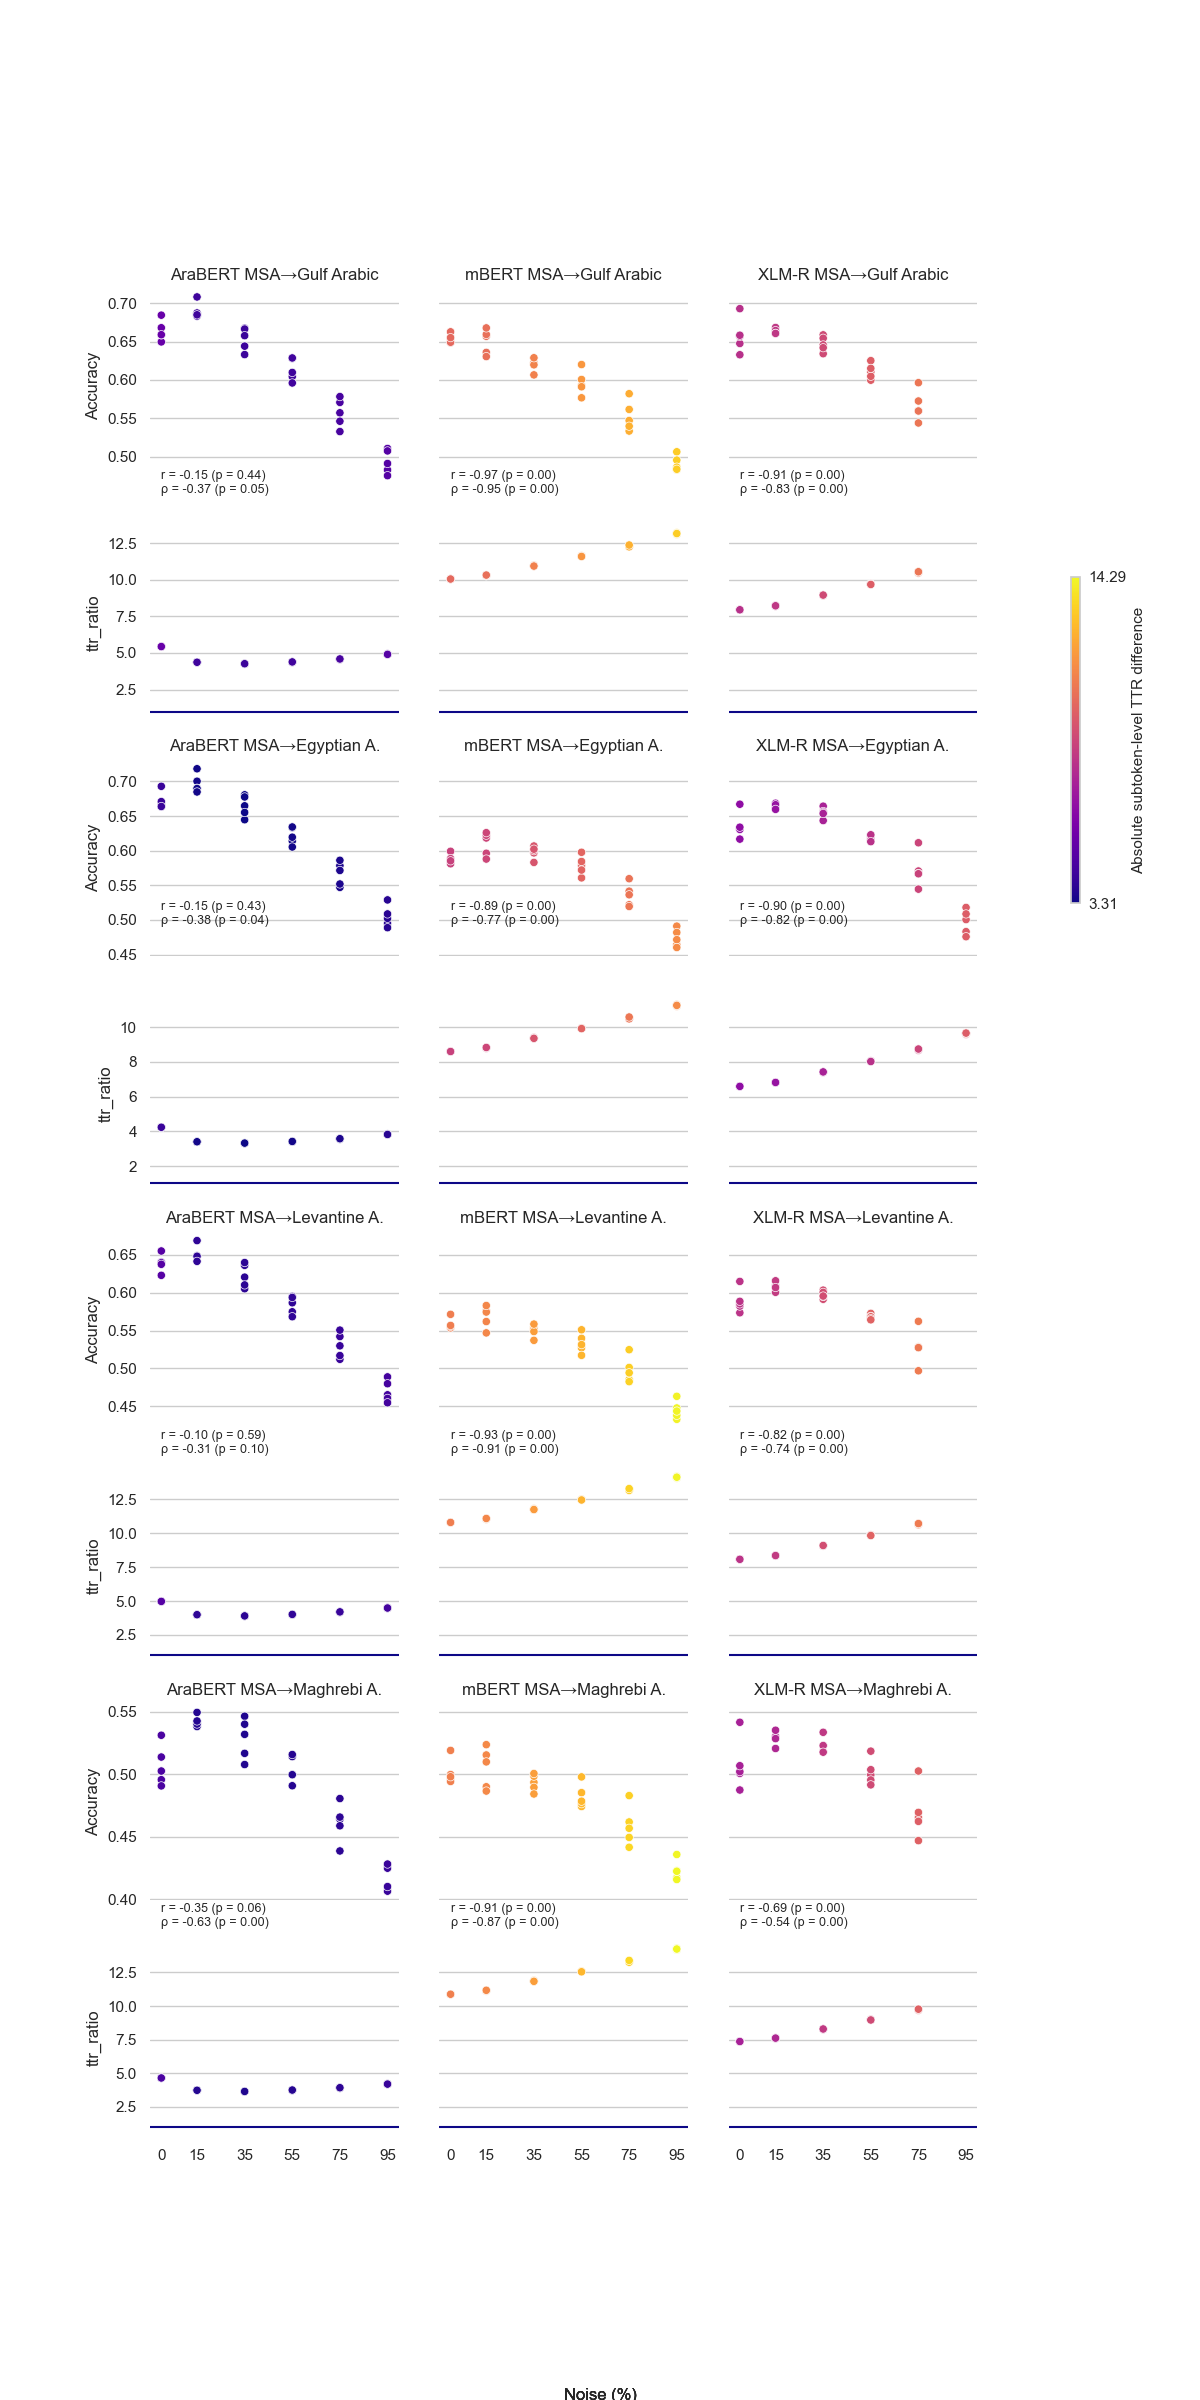 AraBERT MSA→Gulf Arabic
mBERT MSA→Gulf Arabic
XLM-R MSA→Gulf Arabic
Accuracy
0.70
0.65
0.60
0.55
0.50
r = -0.15 (p = 0.44)
ρ = -0.37 (p = 0.05)
r = -0.97 (p = 0.00)
ρ = -0.95 (p = 0.00)
r = -0.91 (p = 0.00)
ρ = -0.83 (p = 0.00)
ttr_ratio
12.5
10.0
7.5
5.0
2.5
14.29
Absolute subtoken-level TTR difference
3.31
AraBERT MSA→Egyptian A.
mBERT MSA→Egyptian A.
XLM-R MSA→Egyptian A.
Accuracy
0.70
0.65
0.60
0.55
0.50
0.45
r = -0.15 (p = 0.43)
ρ = -0.38 (p = 0.04)
r = -0.89 (p = 0.00)
ρ = -0.77 (p = 0.00)
r = -0.90 (p = 0.00)
ρ = -0.82 (p = 0.00)
ttr_ratio
10
8
6
4
2
AraBERT MSA→Levantine A.
mBERT MSA→Levantine A.
XLM-R MSA→Levantine A.
Accuracy
0.65
0.60
0.55
0.50
0.45
r = -0.10 (p = 0.59)
ρ = -0.31 (p = 0.10)
r = -0.93 (p = 0.00)
ρ = -0.91 (p = 0.00)
r = -0.82 (p = 0.00)
ρ = -0.74 (p = 0.00)
ttr_ratio
12.5
10.0
7.5
5.0
2.5
AraBERT MSA→Maghrebi A.
mBERT MSA→Maghrebi A.
XLM-R MSA→Maghrebi A.
Accuracy
0.55
0.50
0.45
0.40
r = -0.35 (p = 0.06)
ρ = -0.63 (p = 0.00)
r = -0.91 (p = 0.00)
ρ = -0.87 (p = 0.00)
r = -0.69 (p = 0.00)
ρ = -0.54 (p = 0.00)
ttr_ratio
12.5
10.0
7.5
5.0
2.5
0 15 35 55 75 95
0 15 35 55 75 95
0 15 35 55 75 95
Noise (%)